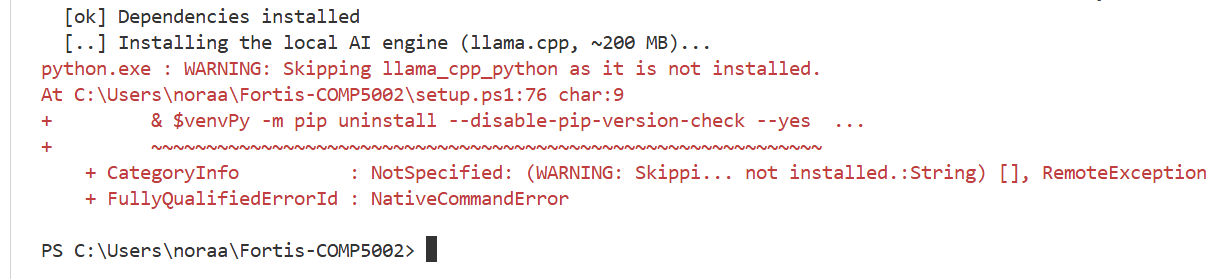 [ok] Dependencies installed
[..] Installing the local AI engine (llama.cpp, ~200 MB)...
python.exe : WARNING: Skipping llama_cpp_python as it is not installed.
At C:\Users\noraa\Fortis-COMP5002\setup.ps1:76 char:9
+         & $venvPy -m pip uninstall --disable-pip-version-check --yes  ...
+         ~~~~~~~~~~~~~~~~~~~~~~~~~~~~~~~~~~~~~~~~~~~~~~~~~~~~~~~~~~~~~
    + CategoryInfo          : NotSpecified: (WARNING: Skippi... not installed.:String) [], RemoteException
    + FullyQualifiedErrorId : NativeCommandError
PS C:\Users\noraa\Fortis-COMP5002>